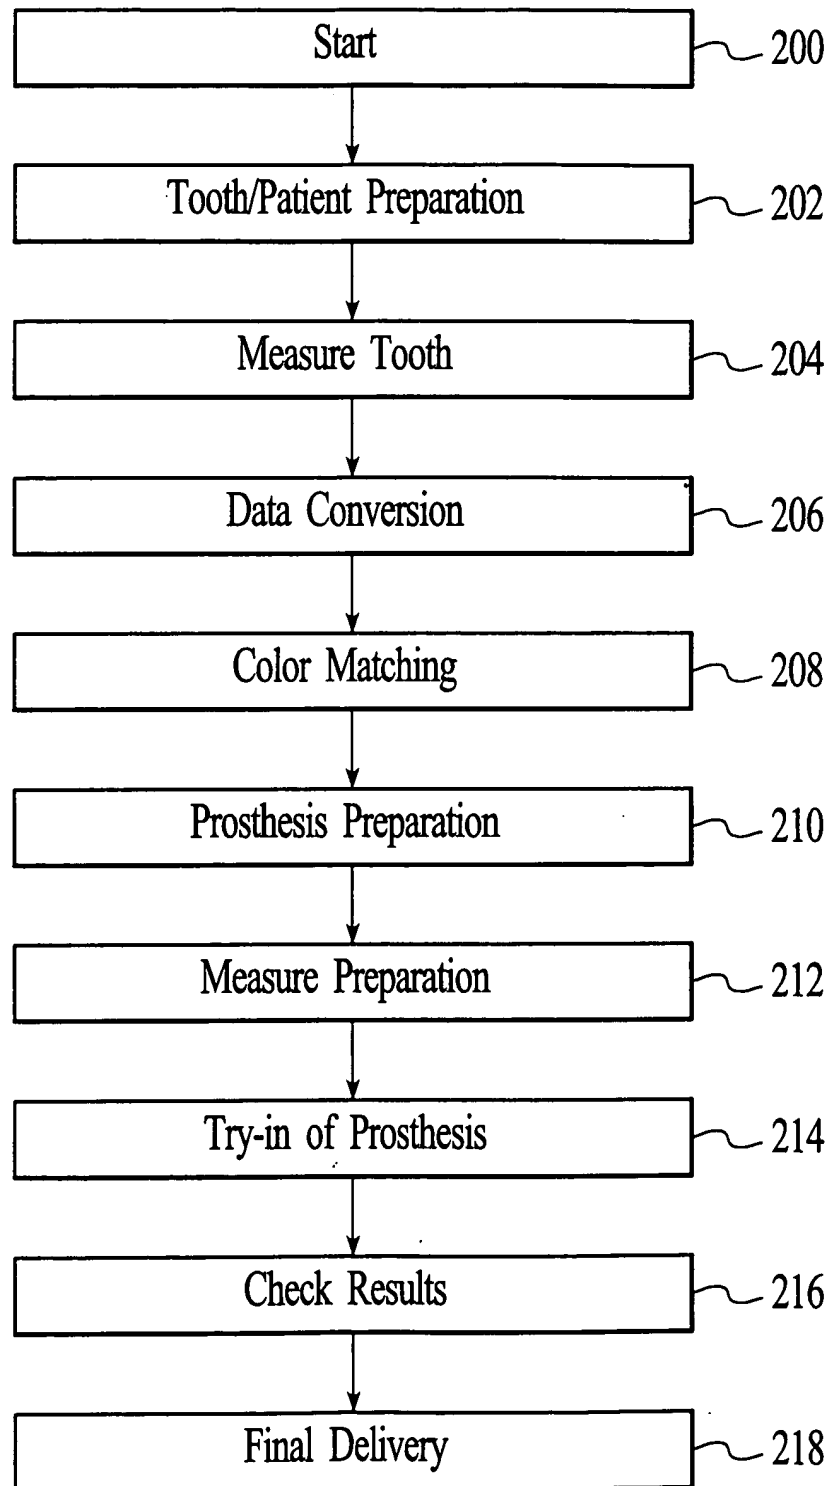 Start 200
Tooth/Patient Preparation 202
Measure Tooth 204
Data Conversion 206
Color Matching 208
Prosthesis Preparation 210
Measure Preparation 212
Try-in of Prosthesis 214
Check Results 216
Final Delivery 218